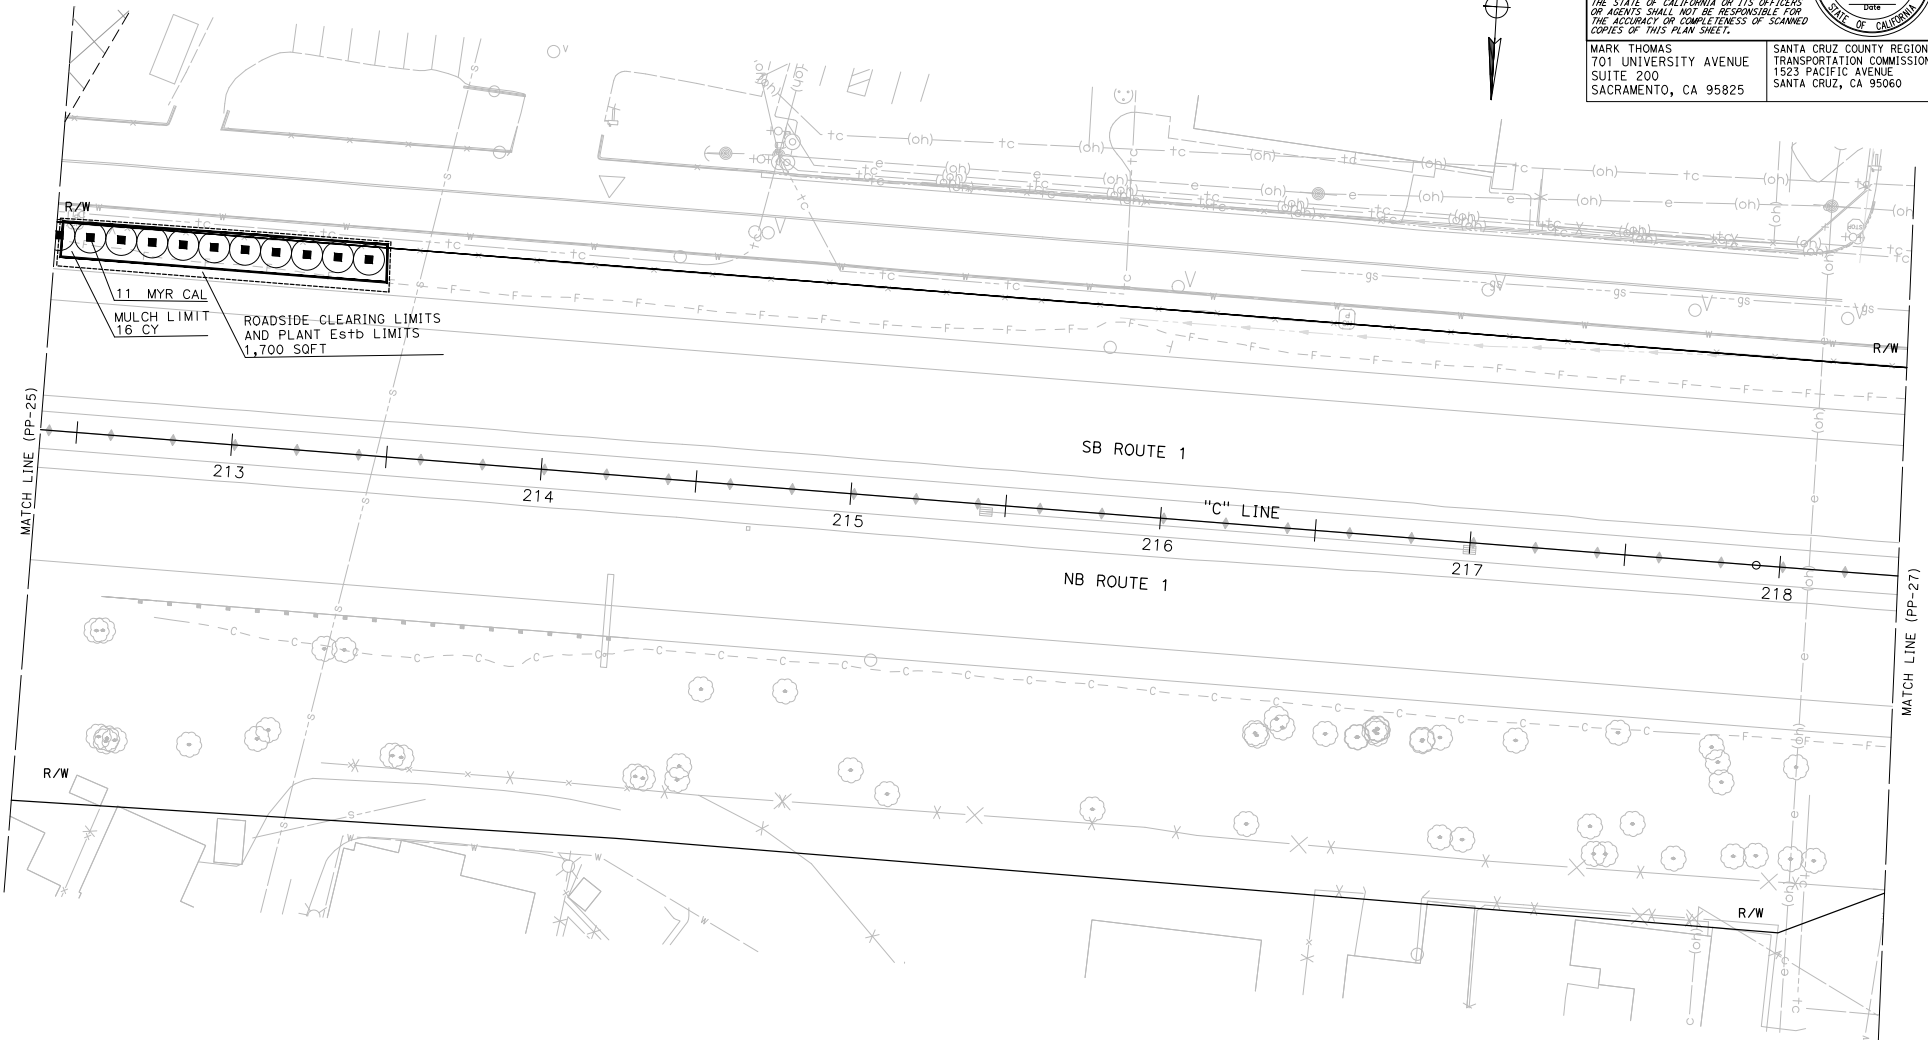 THE STATE OF CALIFORNIA OR ITS OFFICERS
OR AGENTS SHALL NOT BE RESPONSIBLE FOR
THE ACCURACY OR COMPLETENESS OF SCANNED
COPIES OF THIS PLAN SHEET.
Date
STATE OF CALIFORNIA
MARK THOMAS
701 UNIVERSITY AVENUE
SUITE 200
SACRAMENTO, CA 95825
SANTA CRUZ COUNTY REGION
TRANSPORTATION COMMISSION
1523 PACIFIC AVENUE
SANTA CRUZ, CA 95060
R/W
11 MYR CAL
MULCH LIMIT
16 CY
ROADSIDE CLEARING LIMITS
AND PLANT Estb LIMITS
1,700 SQFT
R/W
MATCH LINE (PP-25)
SB ROUTE 1
"C" LINE
213
214
215
216
217
218
NB ROUTE 1
MATCH LINE (PP-27)
R/W
R/W